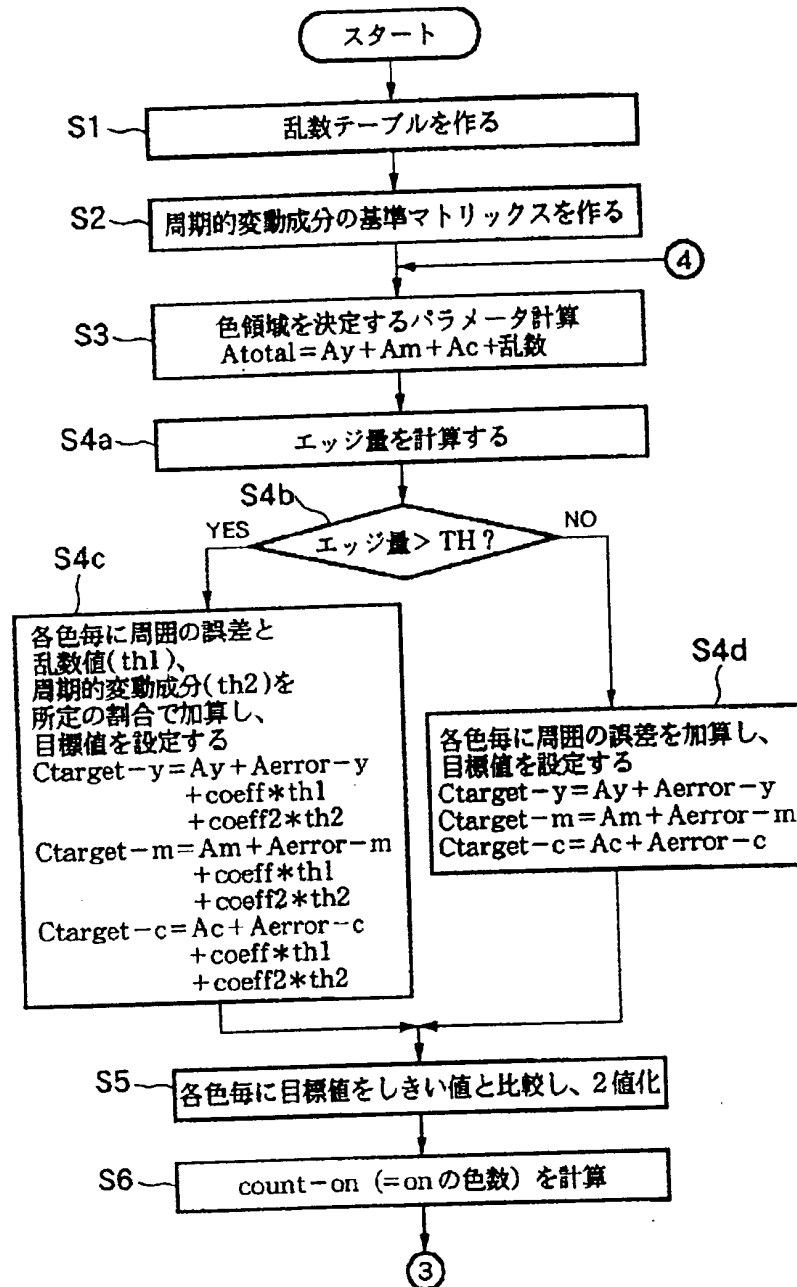 スタート
S1
乱数テーブルを作る
S2
周期的変動成分の基準マトリックスを作る
④
S3
色領域を決定するパラメータ計算
Atotal=Ay+Am+Ac+乱数
S4a
エッジ量を計算する
S4b
YES
エッジ量>TH?
NO
S4c
各色毎に周囲の誤差と
乱数値(th1)、
周期的変動成分(th2)を
所定の割合で加算し、
目標値を設定する
Ctarget-y=Ay+Aerror-y
+coeff*th1
+coeff2*th2
Ctarget-m=Am+Aerror-m
+coeff*th1
+coeff2*th2
Ctarget-c=Ac+Aerror-c
+coeff*th1
+coeff2*th2
S4d
各色毎に周囲の誤差を加算し、
目標値を設定する
Ctarget-y=Ay+Aerror-y
Ctarget-m=Am+Aerror-m
Ctarget-c=Ac+Aerror-c
S5
各色毎に目標値をしきい値と比較し、2値化
S6
count-on (=onの色数) を計算
③